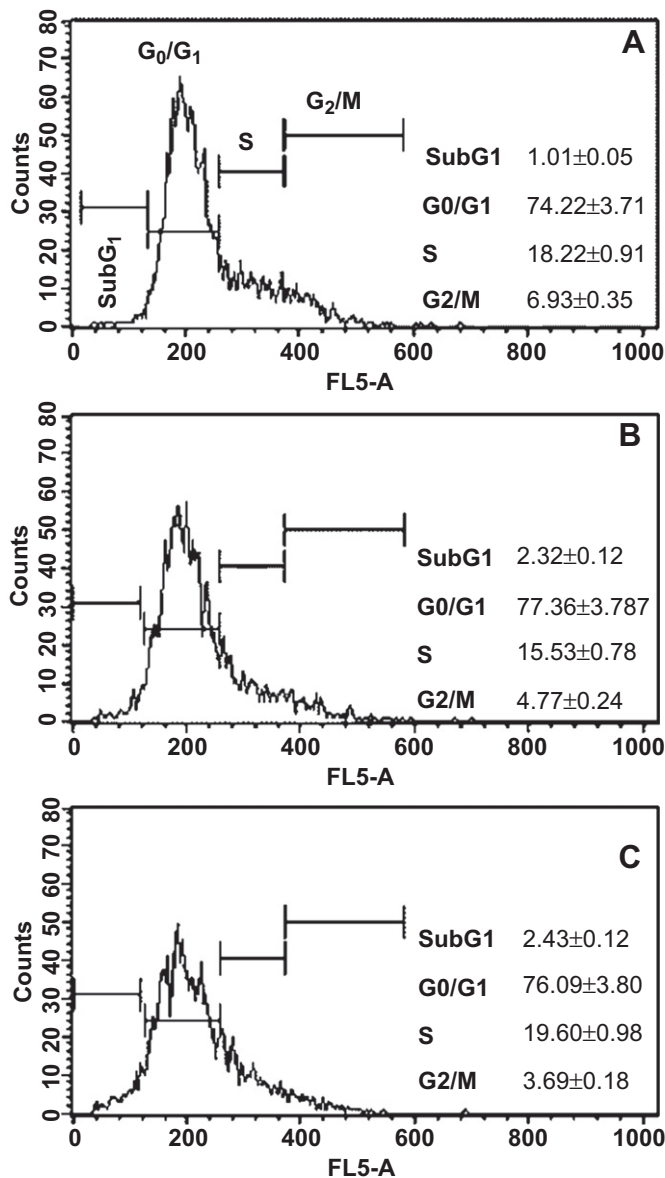 A
G0/G1
S
G2/M
SubG1
SubG1 1.01±0.05
G0/G1 74.22±3.71
S 18.22±0.91
G2/M 6.93±0.35
Counts
0 10 20 30 40 50 60 70 80
0 200 400 600 800 1000
FL5-A
B
SubG1 2.32±0.12
G0/G1 77.36±3.787
S 15.53±0.78
G2/M 4.77±0.24
Counts
0 10 20 30 40 50 60 70 80
0 200 400 600 800 1000
FL5-A
C
SubG1 2.43±0.12
G0/G1 76.09±3.80
S 19.60±0.98
G2/M 3.69±0.18
Counts
0 10 20 30 40 50 60 70 80
0 200 400 600 800 1000
FL5-A